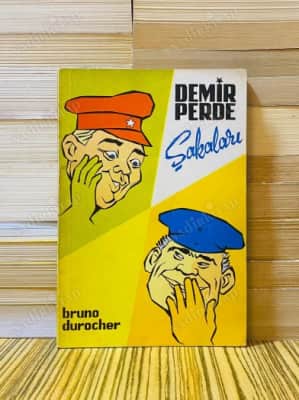 DEMİR
PERDE
Şakaları
bruno
durocher